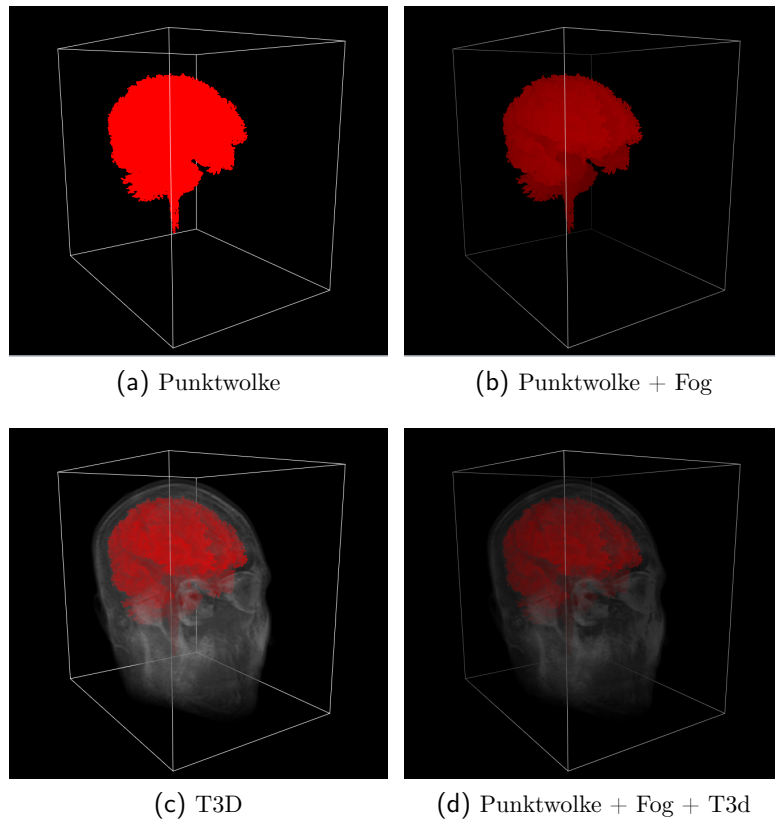 (a) Punktwolke
(b) Punktwolke + Fog
(c) T3D
(d) Punktwolke + Fog + T3d